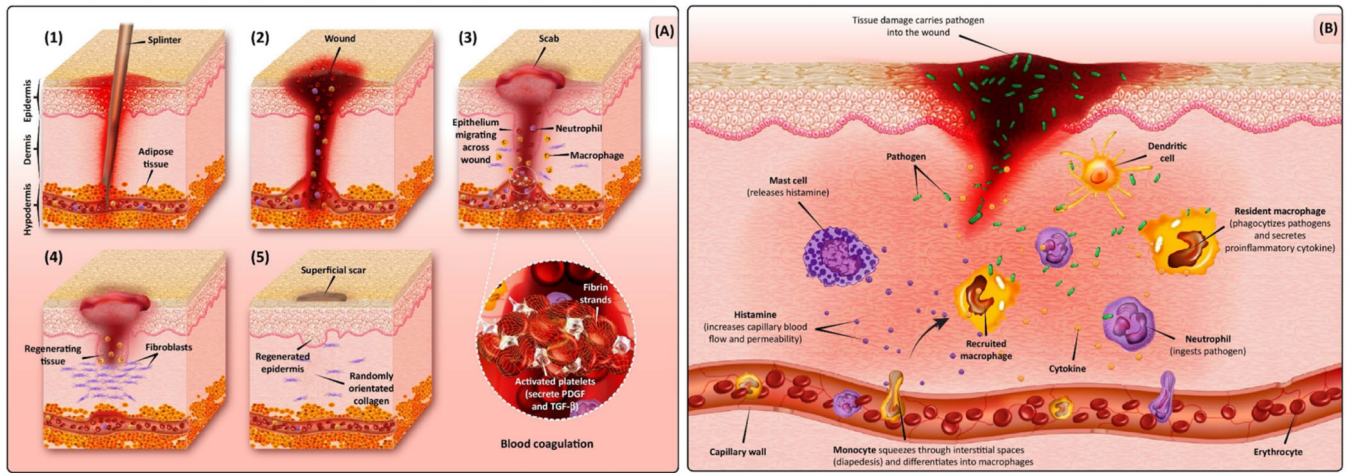 (A)
(1)
Splinter
Epidermis
Dermis
Hypodermis
Adipose
tissue
(2)
Wound
(3)
Scab
Epithelium
migrating
across
wound
Neutrophil
Macrophage
(4)
Regenerating
tissue
Fibroblasts
(5)
Superficial scar
Regenerated
epidermis
Randomly
orientated
collagen
Fibrin
strands
Activated platelets
(secrete PDGF
and TGF-β)
Blood coagulation
(B)
Tissue damage carries pathogen
into the wound
Pathogen
Dendritic
cell
Mast cell
(releases histamine)
Resident macrophage
(phagocytizes pathogens
and secretes
proinflammatory cytokine)
Histamine
(increases capillary blood
flow and permeability)
Recruited
macrophage
Cytokine
Neutrophil
(ingests pathogen)
Capillary wall
Monocyte squeezes through interstitial spaces
(diapedesis) and differentiates into macrophages
Erythrocyte